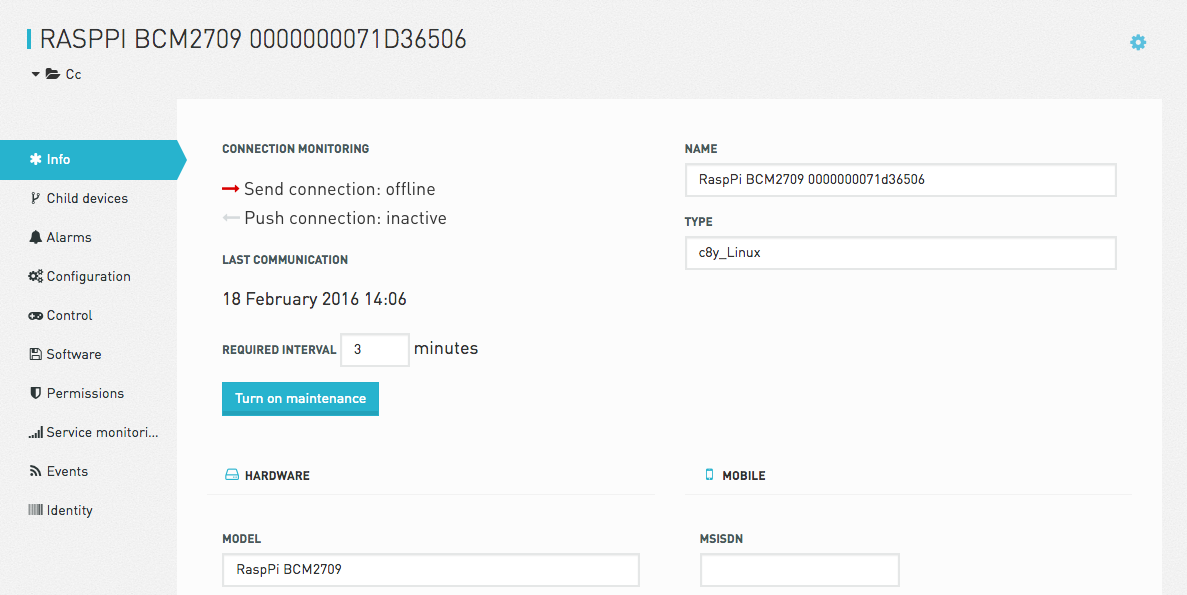 RASPPI BCM2709 0000000071D36506
Cc
Info
Child devices
Alarms
Configuration
Control
Software
Permissions
Service monitori...
Events
Identity
CONNECTION MONITORING
Send connection: offline
Push connection: inactive
LAST COMMUNICATION
18 February 2016 14:06
REQUIRED INTERVAL 3 minutes
Turn on maintenance
NAME
RaspPi BCM2709 0000000071d36506
TYPE
c8y_Linux
HARDWARE
MODEL
RaspPi BCM2709
MOBILE
MSISDN